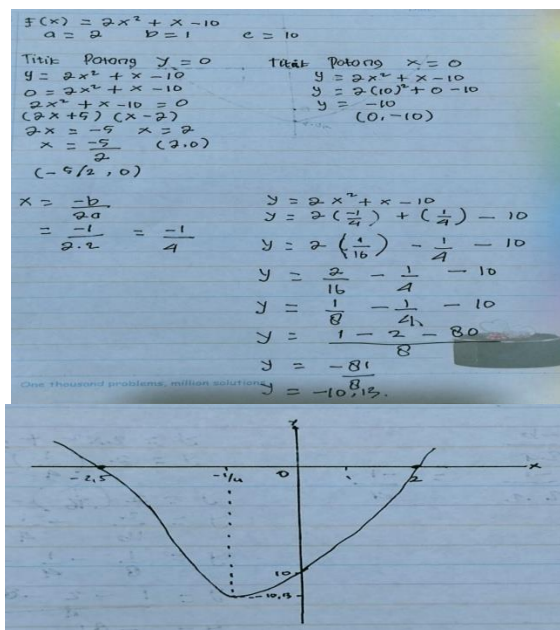 f(x) = 2x² + x - 10
a = 2 b = 1 c = 10
Titik Potong y = 0
y = 2x² + x - 10
0 = 2x² + x - 10
2x² + x - 10 = 0
(2x+5) (x-2)
2x = -5 x = 2
x = -5/2 (2,0)
(-5/2, 0)
Titik Potong x = 0
y = 2x² + x - 10
y = 2(10)² + 0 - 10
y = -10
(0, -10)
x = -b/2a
= -1/2.2 = -1/4
y = 2x² + x - 10
y = 2(-1/4) + (1/4) - 10
y = 2(1/16) - 1/4 - 10
y = 2/16 - 1/4 - 10
y = 1/8 - 1/4 - 10
y = 1 - 2 - 80/8
y = -81/8
y = -10,13.
One thousand problems, million solutions
y
-2,5 -1/4 0 2 x
10
-10,13